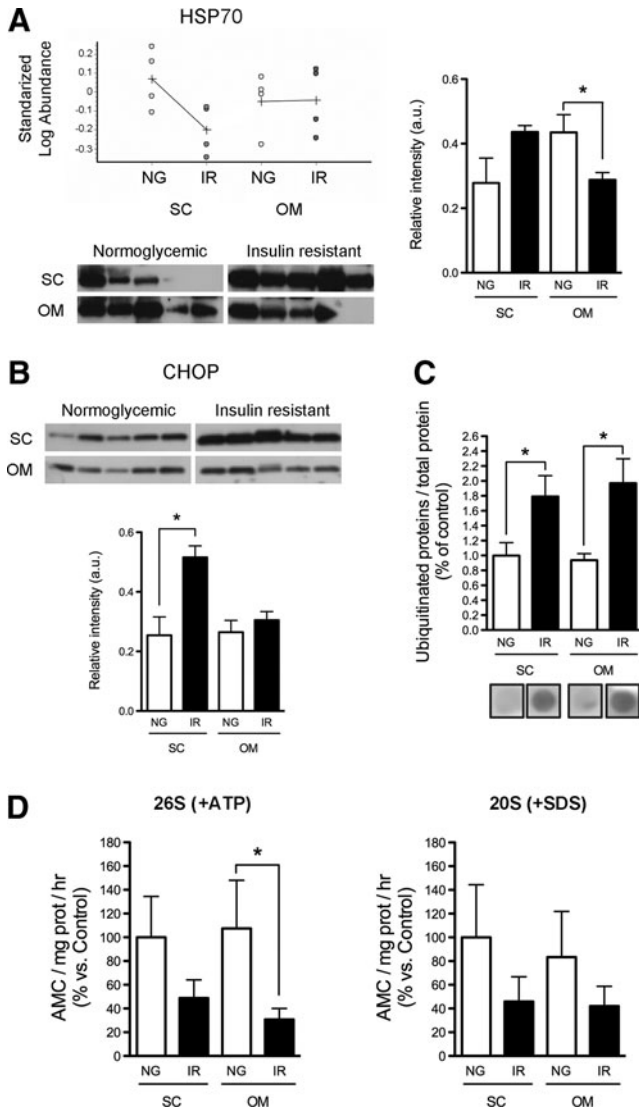 A
HSP70
Standarized
Log Abundance
0.2
0.1
0
-0.1
-0.2
-0.3
NG IR NG IR
SC OM
Normoglycemic Insulin resistant
SC
OM
Relative intensity (a.u.)
0.6
0.4
0.2
0.0
*
NG IR NG IR
SC OM
B
CHOP
Normoglycemic Insulin resistant
SC
OM
Relative intensity (a.u.)
0.6
0.4
0.2
0.0
*
NG IR NG IR
SC OM
C
Ubiquitinated proteins / total protein
(% of control)
2.6
2.4
2.2
2.0
1.8
1.6
1.4
1.2
1.0
0.8
0.6
0.4
0.2
0.0
* *
NG IR NG IR
SC OM
D
26S (+ATP)
AMC / mg prot / hr
(% vs. Control)
180
160
140
120
100
80
60
40
20
0
*
NG IR NG IR
SC OM
20S (+SDS)
AMC / mg prot / hr
(% vs. Control)
180
160
140
120
100
80
60
40
20
0
NG IR NG IR
SC OM